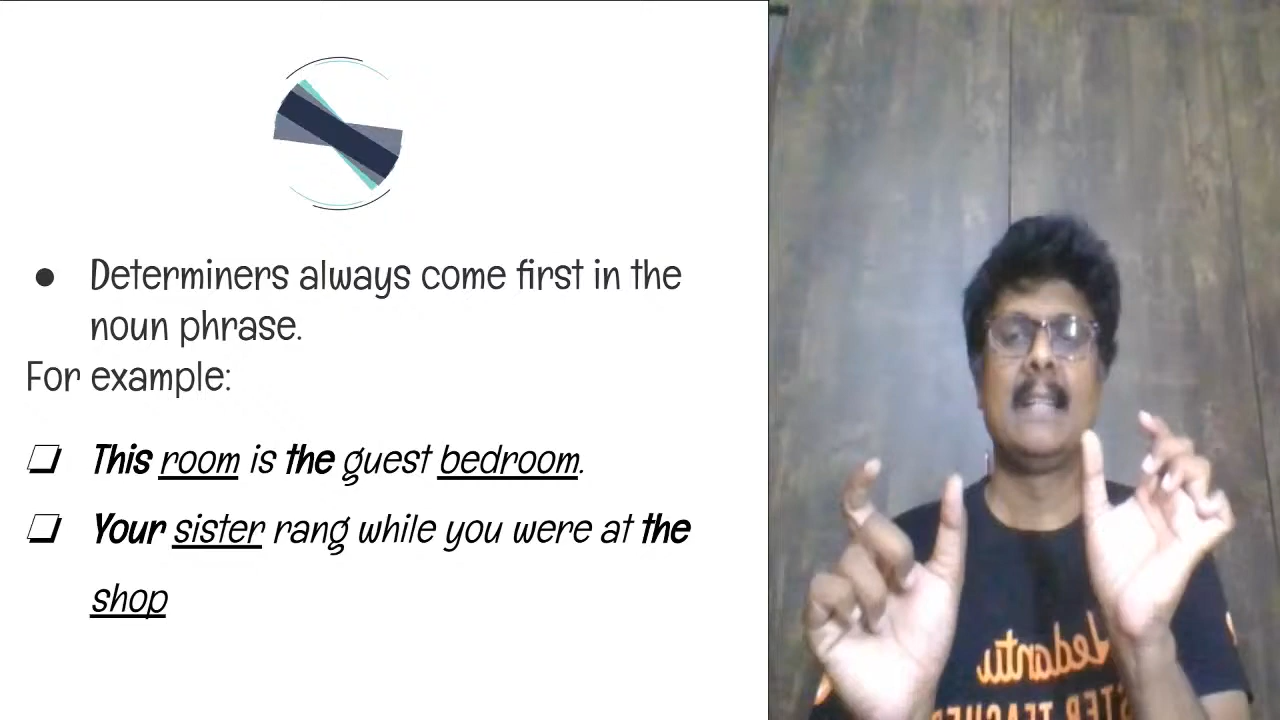 Determiners always come first in the
noun phrase.
For example:
This room is the guest bedroom.
Your sister rang while you were at the
shop
Vedantu